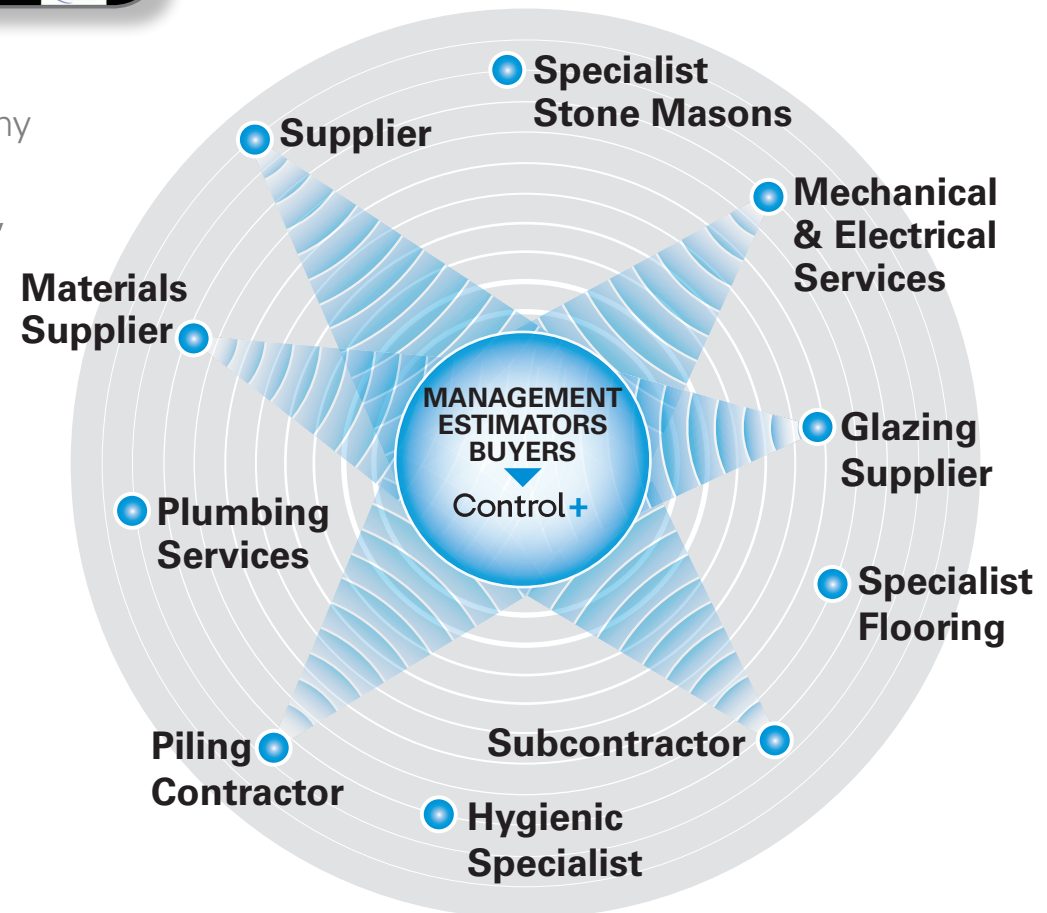 ny
Specialist
Stone Masons
Supplier
Mechanical
& Electrical
Services
Materials
Supplier
MANAGEMENT
ESTIMATORS
BUYERS
Control+
Glazing
Supplier
Plumbing
Services
Specialist
Flooring
Piling
Contractor
Subcontractor
Hygienic
Specialist